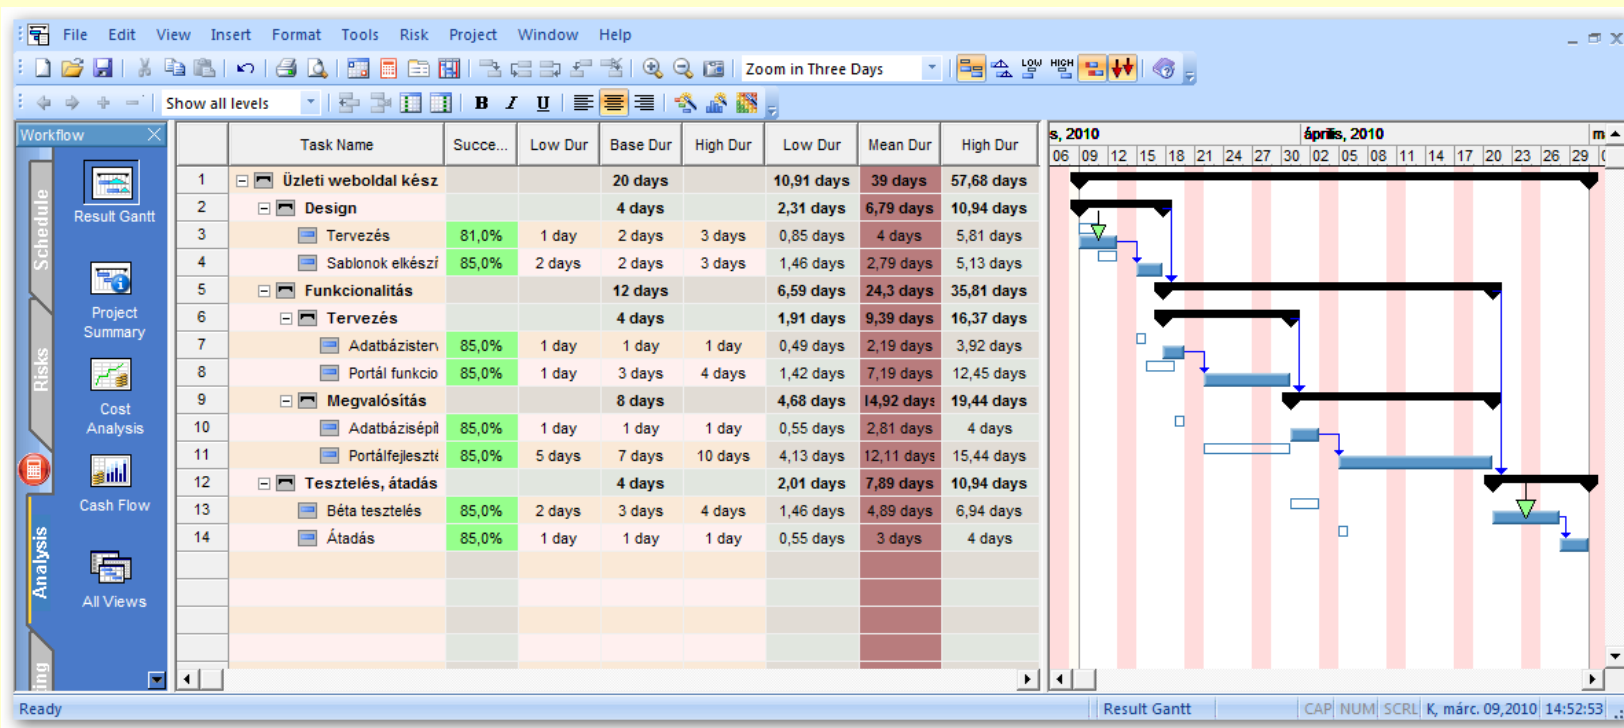 File Edit View Insert Format Tools Risk Project Window Help
Zoom in Three Days LOW HIGH
Show all levels B I U
Workflow
Schedule
Risks
Analysis
Result Gantt
Project
Summary
Cost
Analysis
Cash Flow
All Views
Task Name Succe... Low Dur Base Dur High Dur Low Dur Mean Dur High Dur
1 Üzleti weboldal kész 20 days 10,91 days 39 days 57,68 days
2 Design 4 days 2,31 days 6,79 days 10,94 days
3 Tervezés 81,0% 1 day 2 days 3 days 0,85 days 4 days 5,81 days
4 Sablonok elkészí 85,0% 2 days 2 days 3 days 1,46 days 2,79 days 5,13 days
5 Funkcionalitás 12 days 6,59 days 24,3 days 35,81 days
6 Tervezés 4 days 1,91 days 9,39 days 16,37 days
7 Adatbázisterv 85,0% 1 day 1 day 1 day 0,49 days 2,19 days 3,92 days
8 Portál funkcio 85,0% 1 day 3 days 4 days 1,42 days 7,19 days 12,45 days
9 Megvalósítás 8 days 4,68 days 14,92 days 19,44 days
10 Adatbázisépít 85,0% 1 day 1 day 1 day 0,55 days 2,81 days 4 days
11 Portálfejleszté 85,0% 5 days 7 days 10 days 4,13 days 12,11 days 15,44 days
12 Tesztelés, átadás 4 days 2,01 days 7,89 days 10,94 days
13 Béta tesztelés 85,0% 2 days 3 days 4 days 1,46 days 4,89 days 6,94 days
14 Átadás 85,0% 1 day 1 day 1 day 0,55 days 3 days 4 days
s, 2010 április, 2010 m
06 09 12 15 18 21 24 27 30 02 05 08 11 14 17 20 23 26 29
Ready Result Gantt CAP NUM SCRL K, márc. 09,2010 14:52:53